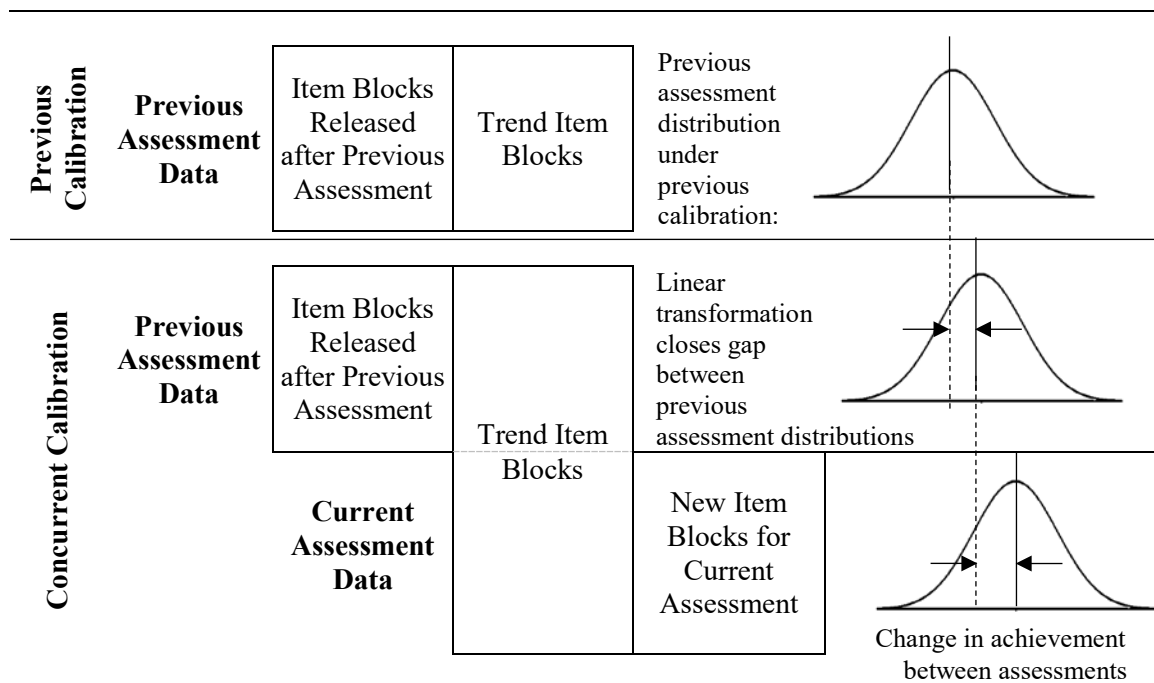 Previous
Calibration
Previous
Assessment
Data
Item Blocks
Released
after Previous
Assessment
Trend Item
Blocks
Previous
assessment
distribution
under
previous
calibration:
Concurrent Calibration
Previous
Assessment
Data
Item Blocks
Released
after Previous
Assessment
Trend Item
Blocks
Linear
transformation
closes gap
between
previous
assessment distributions
Current
Assessment
Data
New Item
Blocks for
Current
Assessment
Change in achievement
between assessments